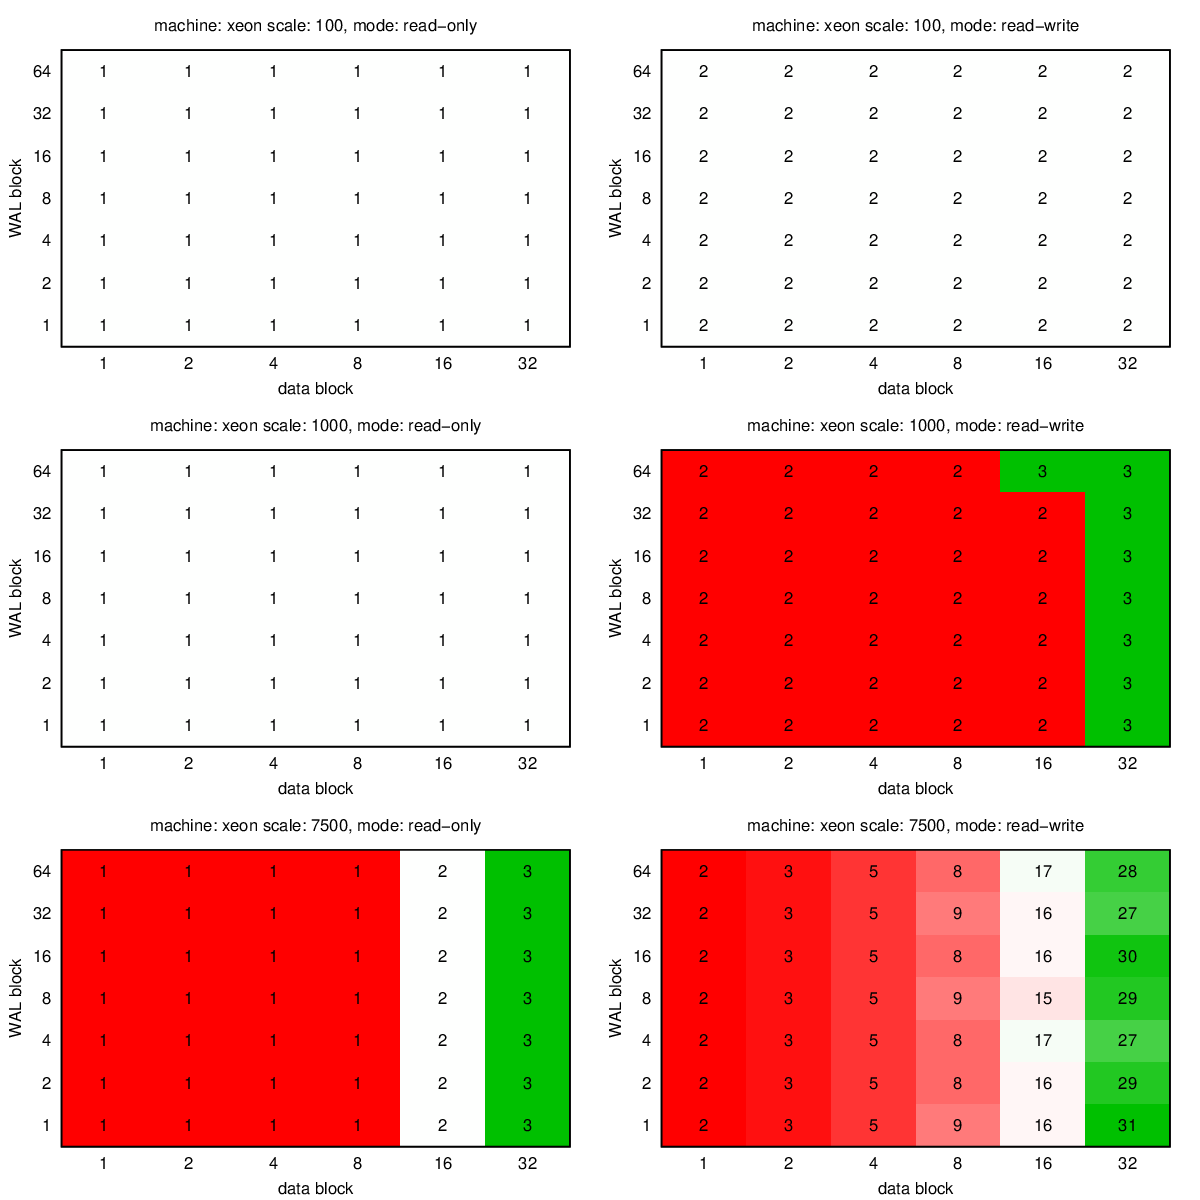 machine: xeon scale: 100, mode: read−only
64 1 1 1 1 1 1
32 1 1 1 1 1 1
16 1 1 1 1 1 1
8 1 1 1 1 1 1
4 1 1 1 1 1 1
2 1 1 1 1 1 1
1 1 1 1 1 1 1
WAL block
1 2 4 8 16 32
data block
machine: xeon scale: 100, mode: read−write
64 2 2 2 2 2 2
32 2 2 2 2 2 2
16 2 2 2 2 2 2
8 2 2 2 2 2 2
4 2 2 2 2 2 2
2 2 2 2 2 2 2
1 2 2 2 2 2 2
WAL block
1 2 4 8 16 32
data block
machine: xeon scale: 1000, mode: read−only
64 1 1 1 1 1 1
32 1 1 1 1 1 1
16 1 1 1 1 1 1
8 1 1 1 1 1 1
4 1 1 1 1 1 1
2 1 1 1 1 1 1
1 1 1 1 1 1 1
WAL block
1 2 4 8 16 32
data block
machine: xeon scale: 1000, mode: read−write
64 2 2 2 2 3 3
32 2 2 2 2 2 3
16 2 2 2 2 2 3
8 2 2 2 2 2 3
4 2 2 2 2 2 3
2 2 2 2 2 2 3
1 2 2 2 2 2 3
WAL block
1 2 4 8 16 32
data block
machine: xeon scale: 7500, mode: read−only
64 1 1 1 1 2 3
32 1 1 1 1 2 3
16 1 1 1 1 2 3
8 1 1 1 1 2 3
4 1 1 1 1 2 3
2 1 1 1 1 2 3
1 1 1 1 1 2 3
WAL block
1 2 4 8 16 32
data block
machine: xeon scale: 7500, mode: read−write
64 2 3 5 8 17 28
32 2 3 5 9 16 27
16 2 3 5 8 16 30
8 2 3 5 9 15 29
4 2 3 5 8 17 27
2 2 3 5 8 16 29
1 2 3 5 9 16 31
WAL block
1 2 4 8 16 32
data block